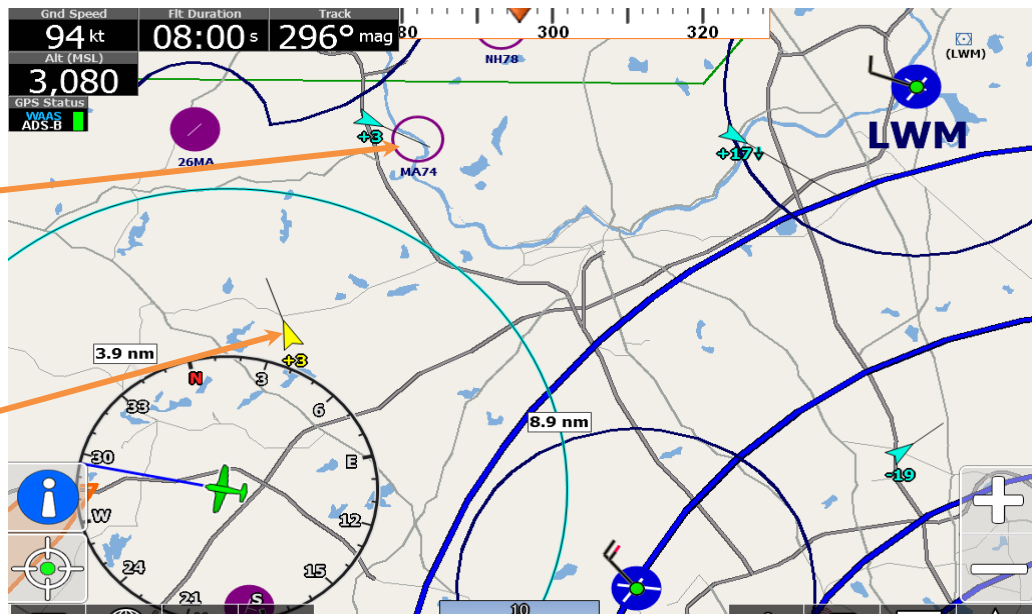 Gnd Speed
94 kt
Flt Duration
08:00 s
Track
296° mag
80
300
320
Alt (MSL)
3,080
GPS Status
WAAS
ADS-B
NH78
(LWM)
LWM
26MA
+3
MA74
+17
3.9 nm
+3
N
3
33
6
30
E
8.9 nm
-19
W
12
24
15
21
S
10